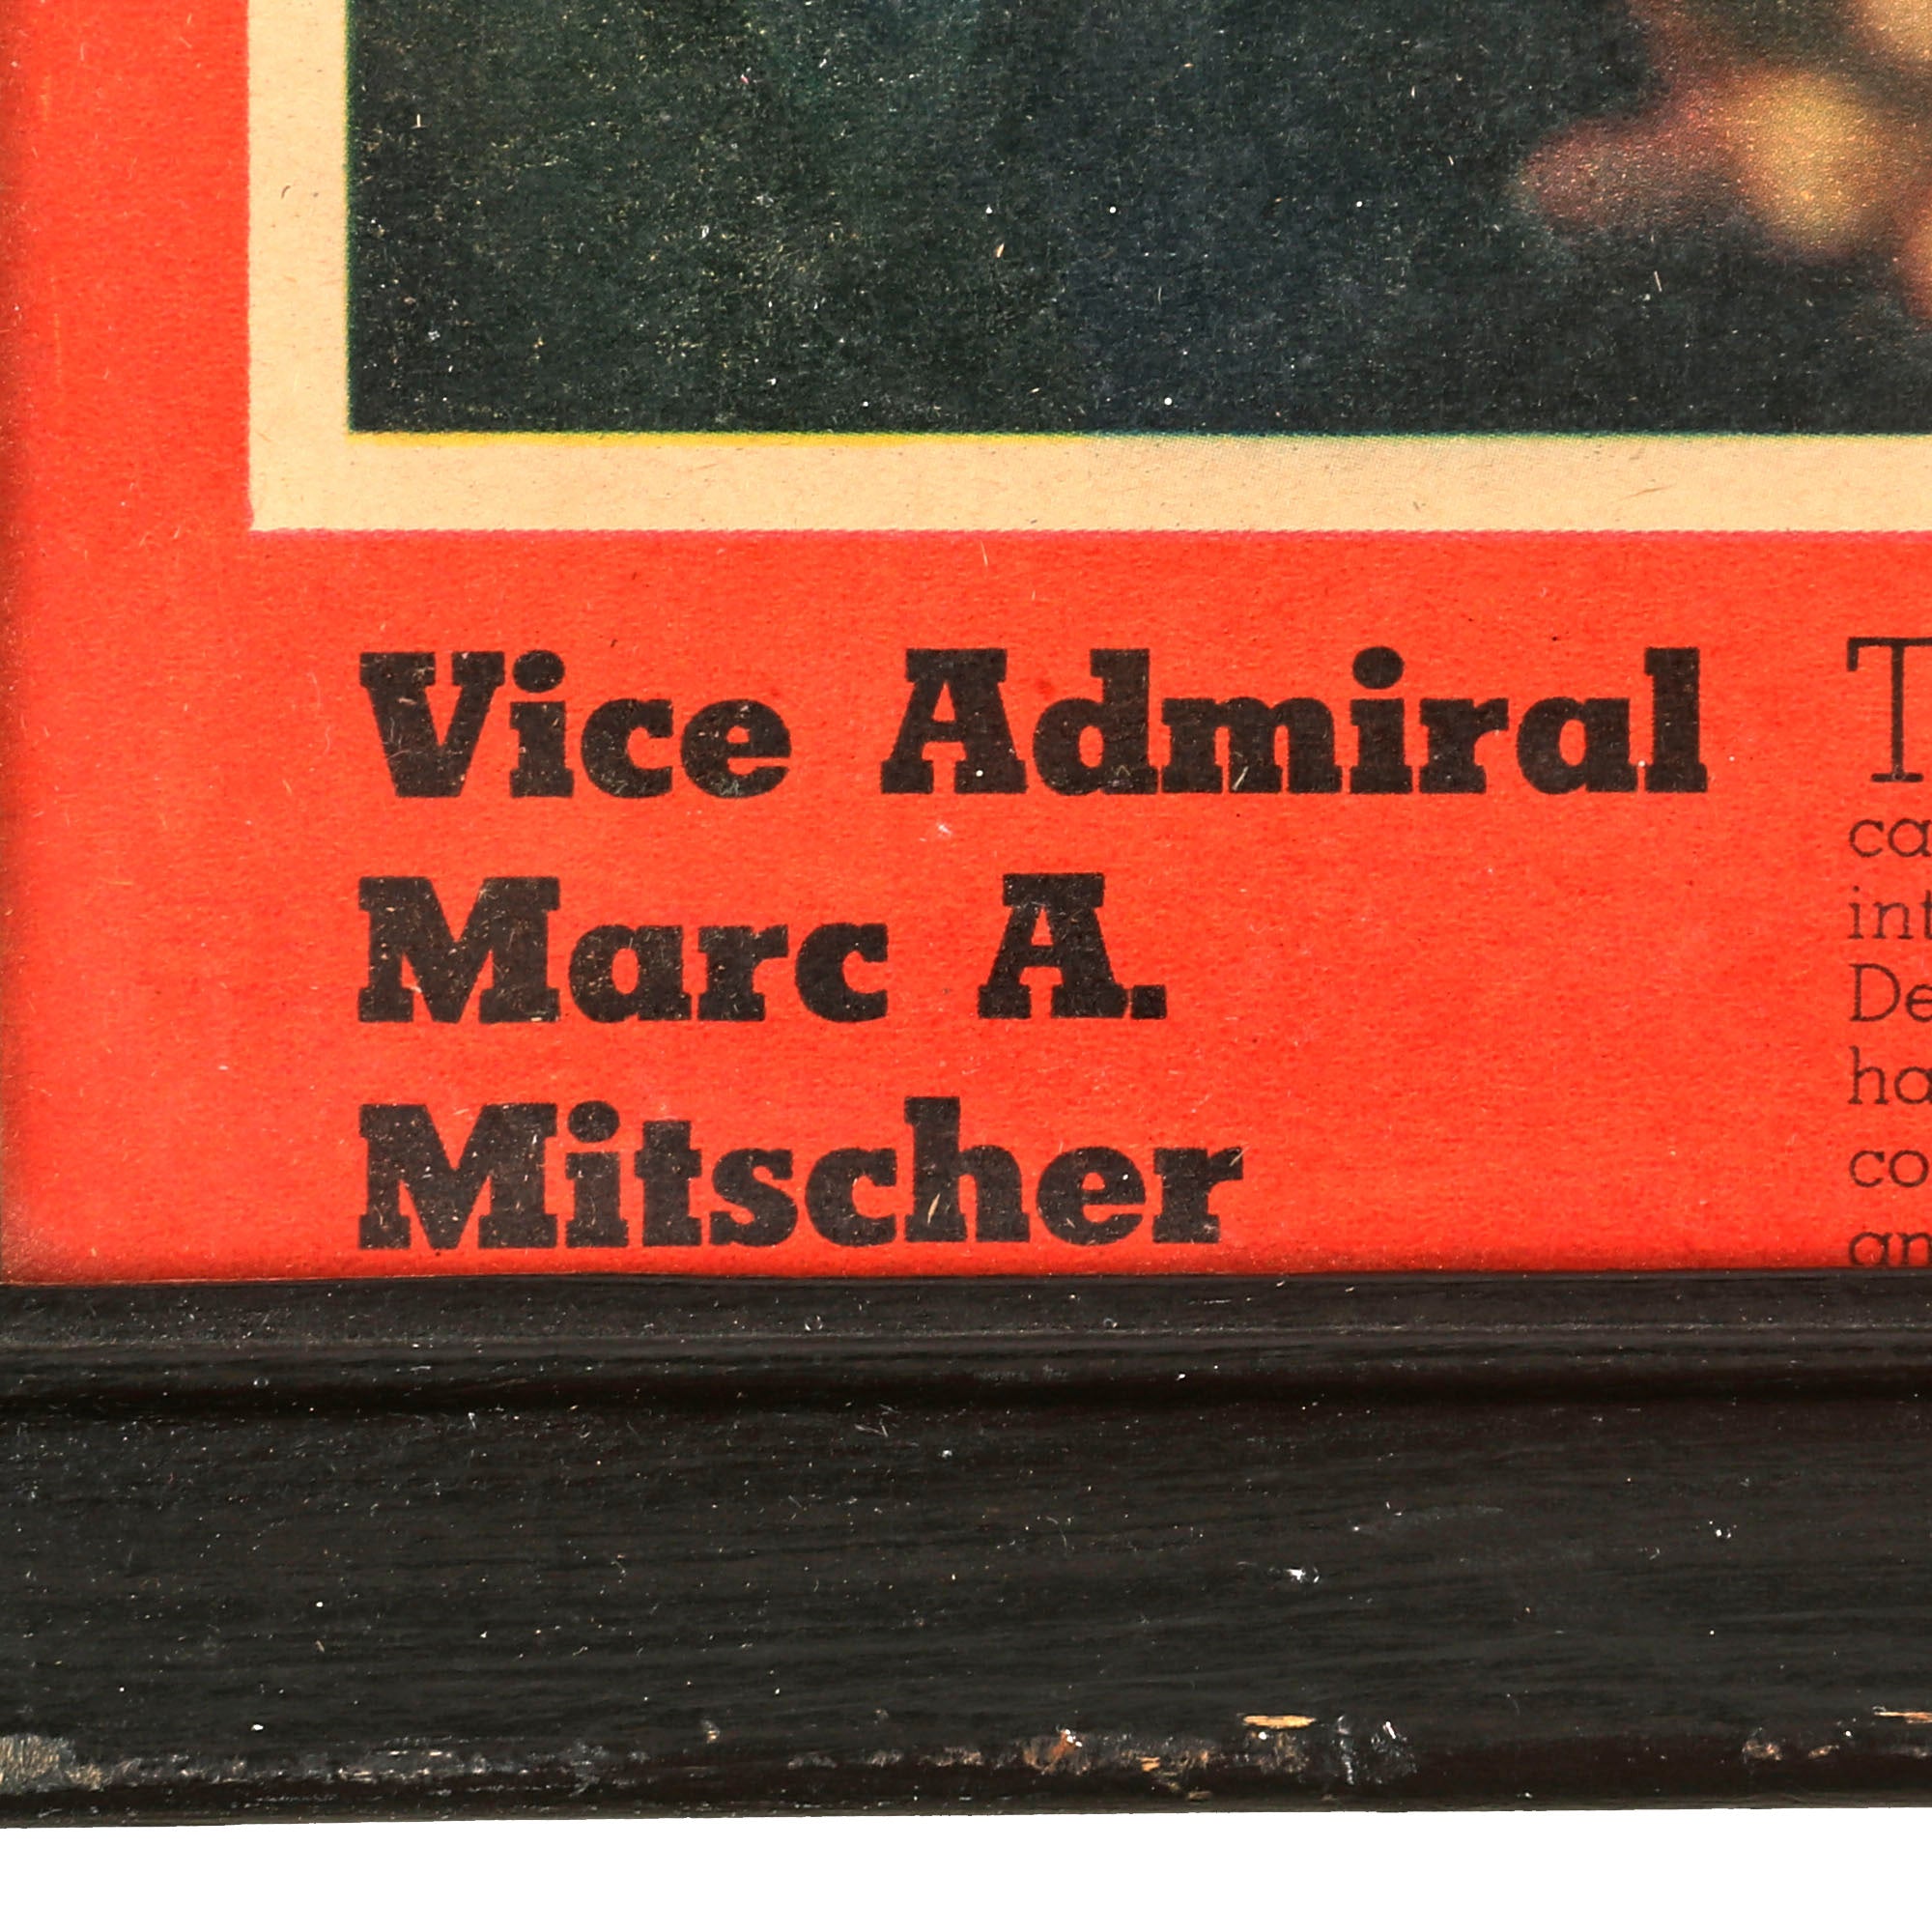 Vice Admiral
Marc A.
Mitscher